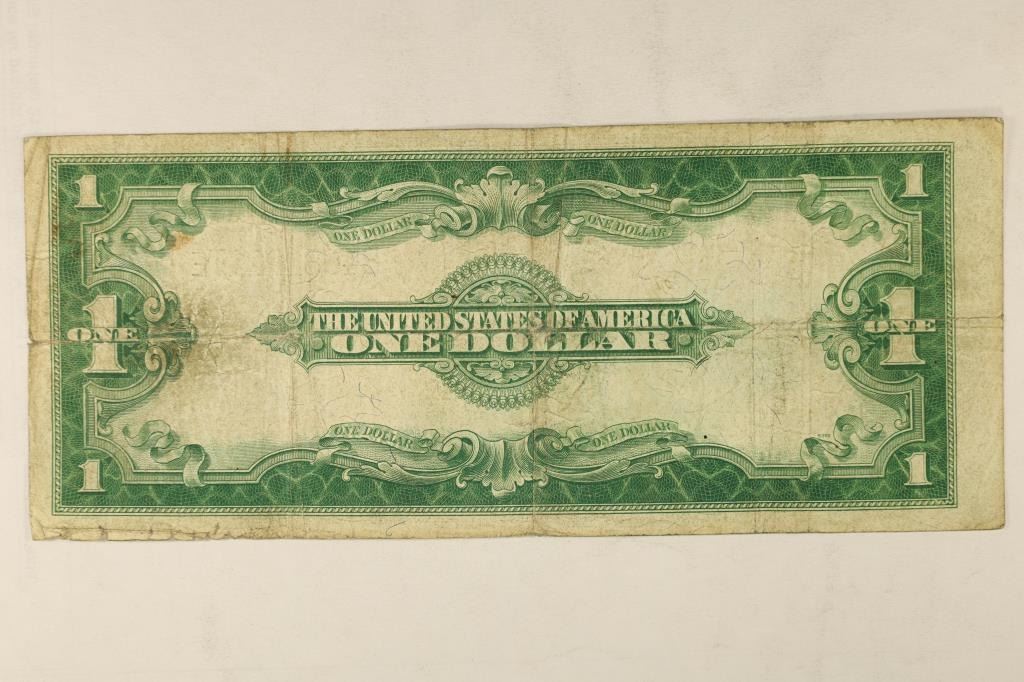 1 1
ONE DOLLAR ONE DOLLAR
THE UNITED STATES OF AMERICA
ONE DOLLAR
1 ONE 1 ONE
ONE DOLLAR ONE DOLLAR
1 1